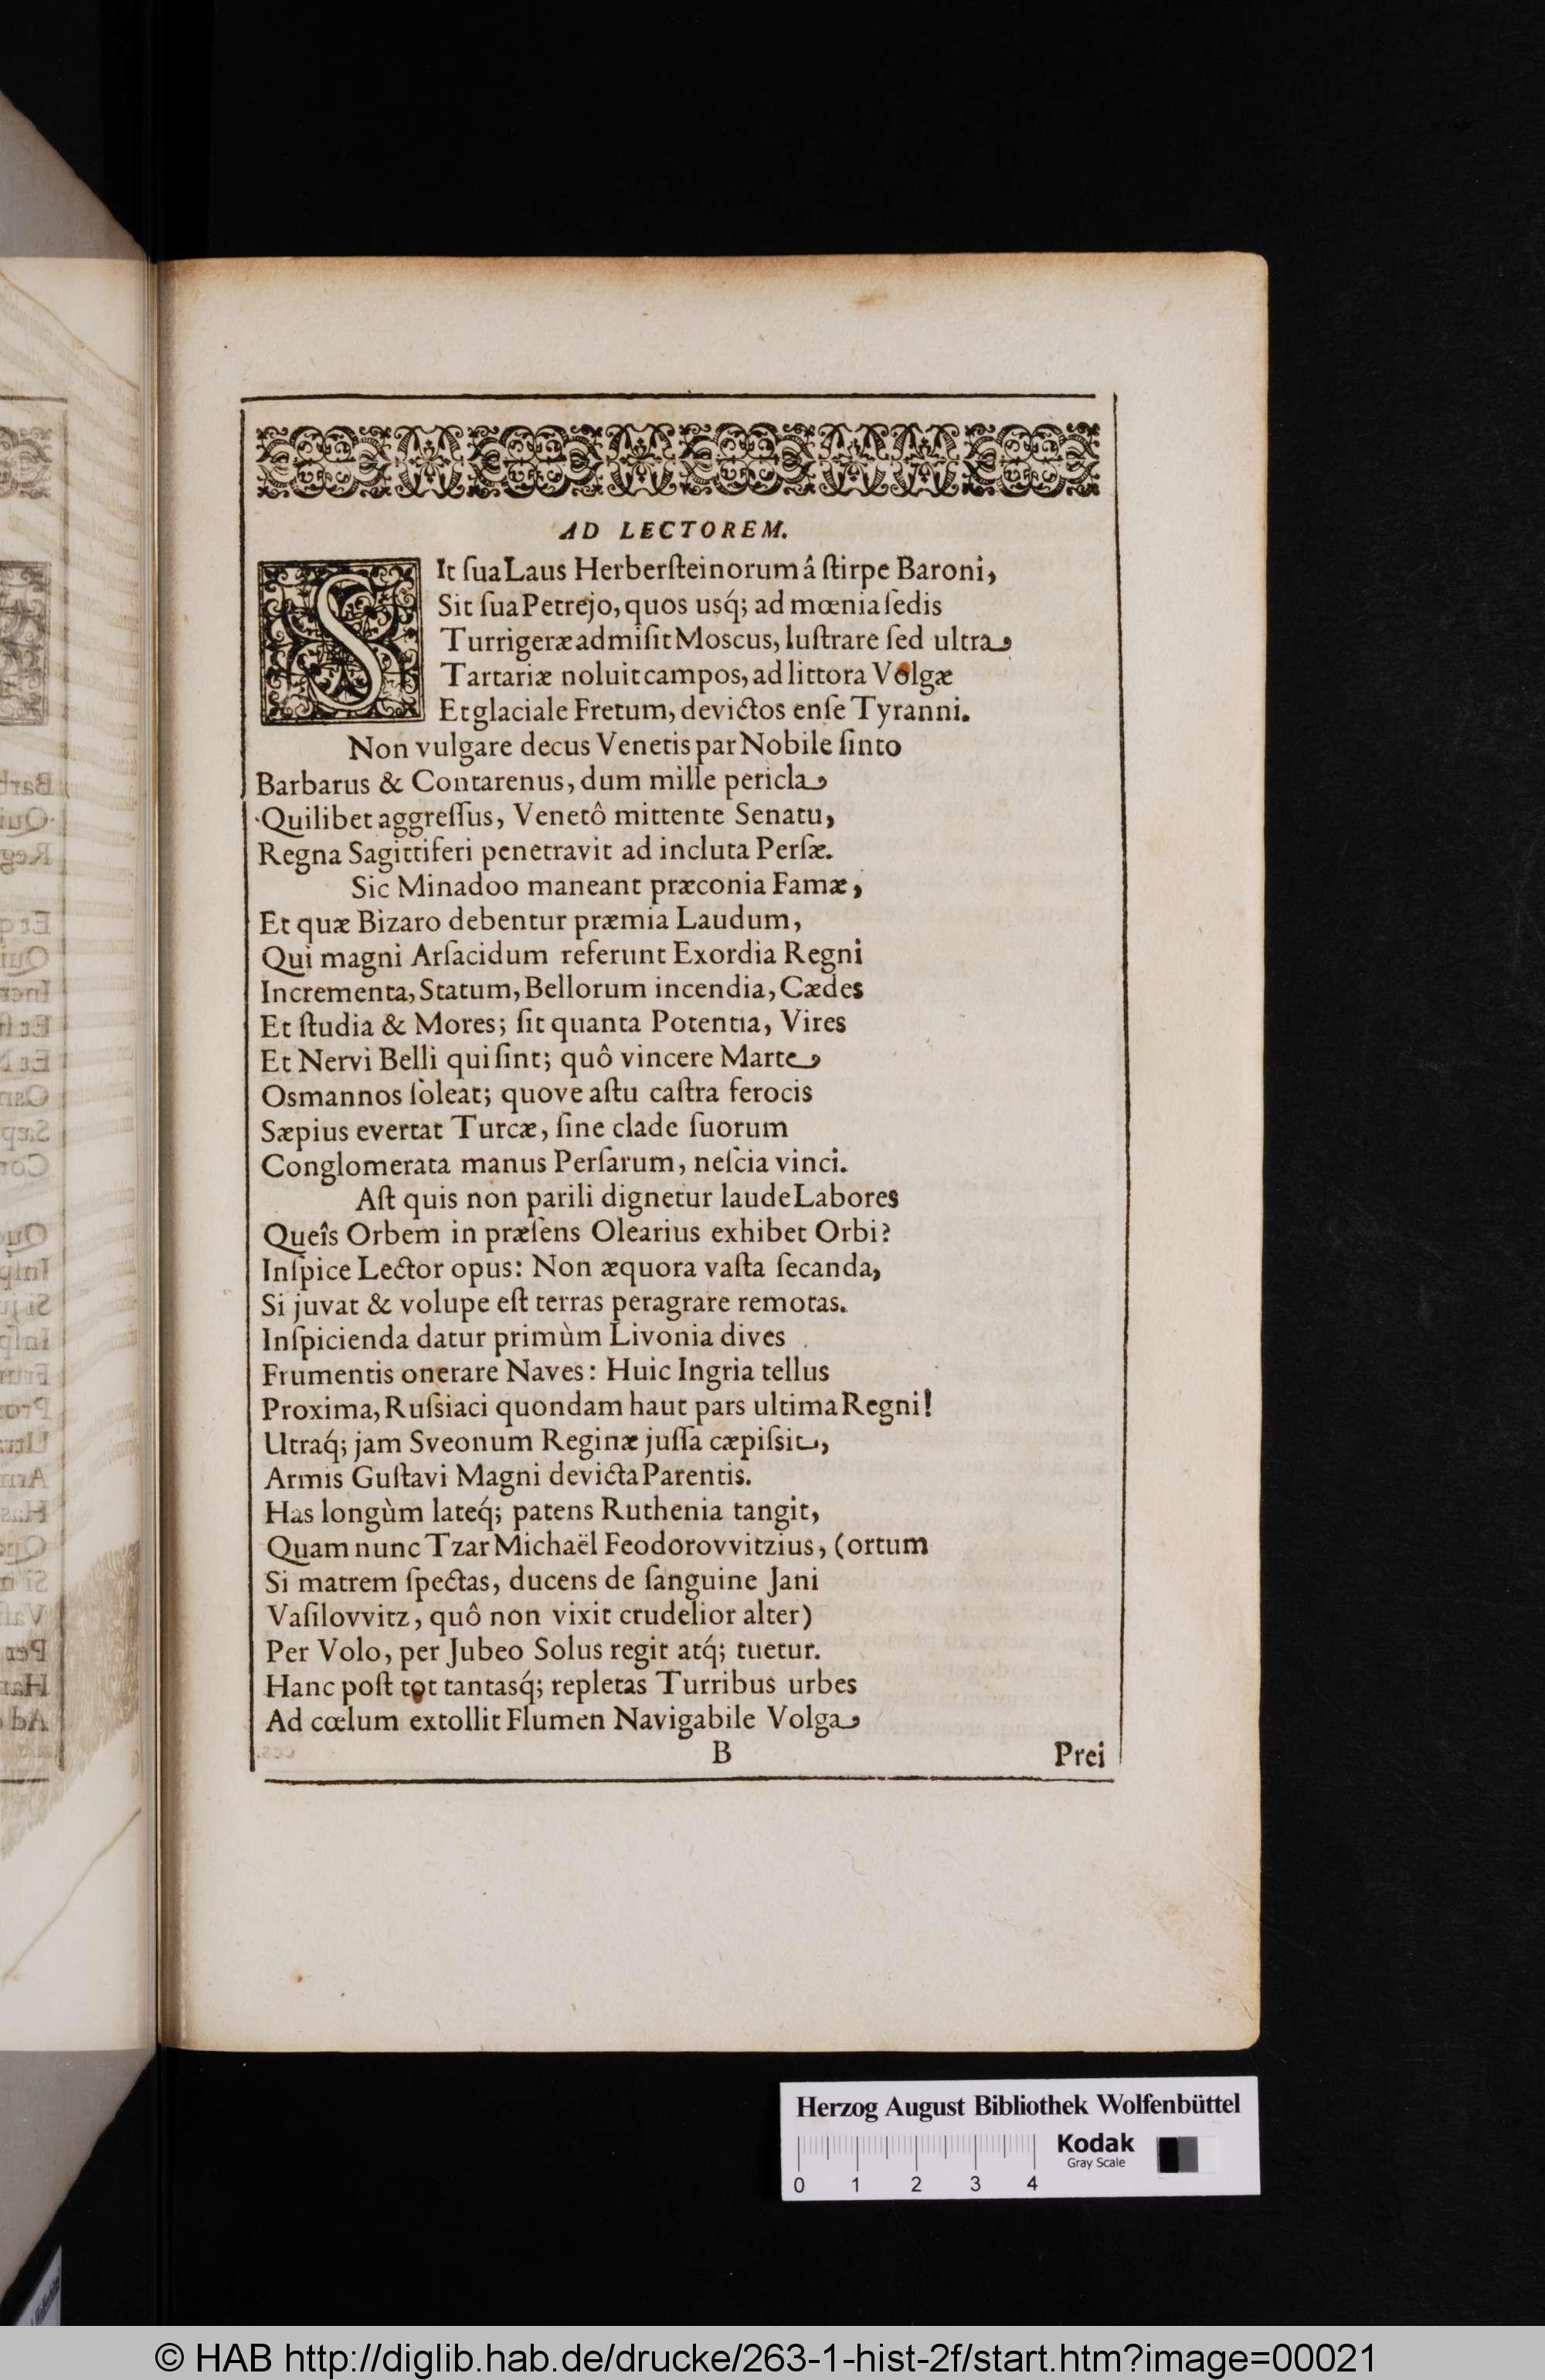 AD LECTOREM.
SIt ſua Laus Herberſteinorum â ſtirpe Baroni,
Sit ſua Petrejo, quos usq́; ad mœnia ſedis
Turrigeræ admiſit Moscus, luſtrare ſed ultra
Tartariæ noluit campos, ad littora Volgæ
Et glaciale Fretum, devictos enſe Tyranni.
Non vulgare decus Venetis par Nobile ſinto
Barbarus & Contarenus, dum mille pericla
Quilibet aggreſſus, Venetô mittente Senatu,
Regna Sagittiferi penetravit ad incluta Perſæ.
Sic Minadoo maneant præconia Famæ,
Et quæ Bizaro debentur præmia Laudum,
Qui magni Arſacidum referunt Exordia Regni
Incrementa, Statum, Bellorum incendia, Cædes
Et ſtudia & Mores; ſit quanta Potentia, Vires
Et Nervi Belli qui ſint; quô vincere Marte
Osmannos ſoleat; quove aſtu caſtra ferocis
Sæpius evertat Turcæ, ſine clade ſuorum
Conglomerata manus Perſarum, neſcia vinci.
Aſt quis non parili dignetur laude Labores
Queîs Orbem in præſens Olearius exhibet Orbi?
Inſpice Lector opus: Non æquora vaſta ſecanda,
Si juvat & volupe eſt terras peragrare remotas.
Inſpicienda datur primùm Livonia dives
Frumentis onerare Naves: Huic Ingria tellus
Proxima, Ruſsiaci quondam haut pars ultima Regni!
Utraq́; jam Sveonum Reginæ juſſa cæpiſsit,
Armis Guſtavi Magni devicta Parentis.
Has longùm lateq́; patens Ruthenia tangit,
Quam nunc Tzar Michaël Feodorovvitzius, (ortum
Si matrem ſpectas, ducens de ſanguine Jani
Vaſilovvitz, quô non vixit crudelior alter)
Per Volo, per Jubeo Solus regit atq́; tuetur.
Hanc poſt tot tantasq́; repletas Turribus urbes
Ad cœlum extollit Flumen Navigabile Volga
B Prei
Herzog August Bibliothek Wolfenbüttel
Kodak
Gray Scale
0 1 2 3 4
© HAB http://diglib.hab.de/drucke/263-1-hist-2f/start.htm?image=00021